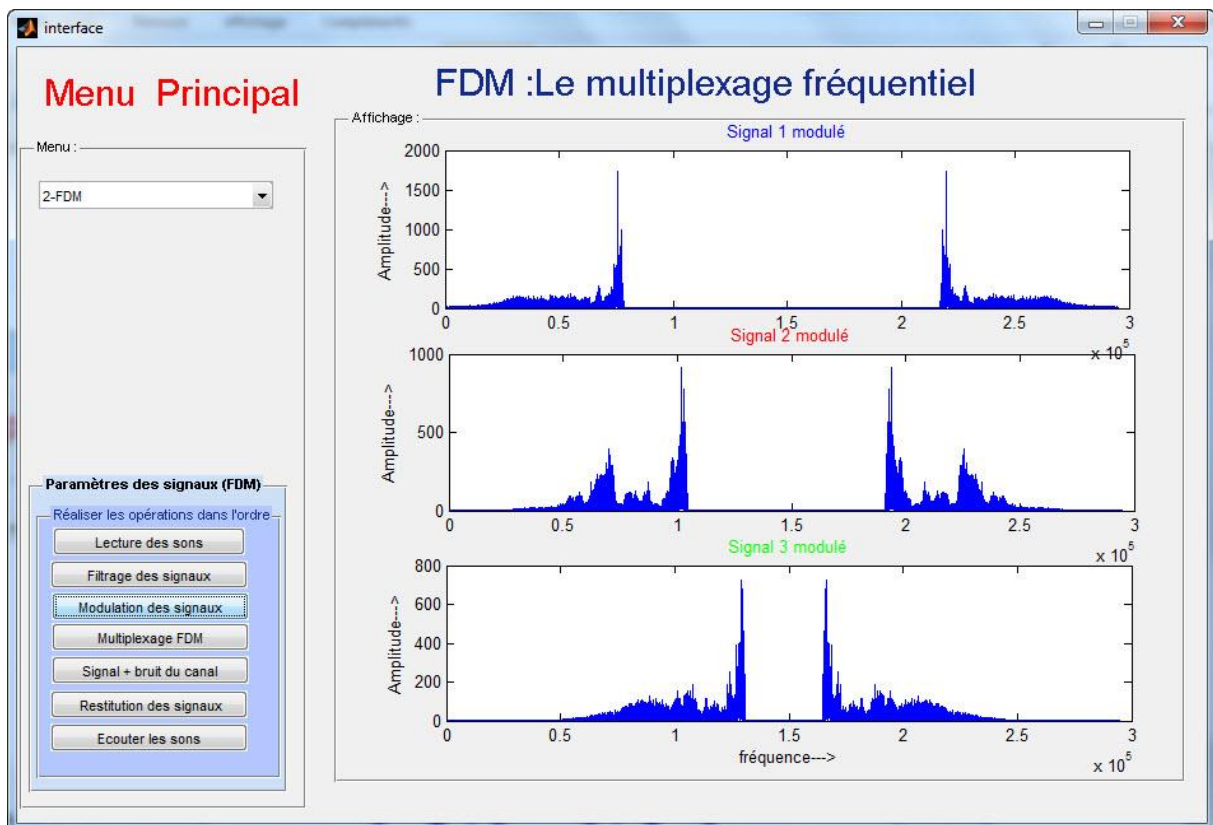 interface
Menu Principal
FDM :Le multiplexage fréquentiel
Menu :
2-FDM
Paramètres des signaux (FDM)
Réaliser les opérations dans l'ordre
Lecture des sons
Filtrage des signaux
Modulation des signaux
Multiplexage FDM
Signal + bruit du canal
Restitution des signaux
Ecouter les sons
Affichage :
Signal 1 modulé
Amplitude--->
2000
1500
1000
500
0
0 0.5 1 1.5 2 2.5 3
x 10^5
Signal 2 modulé
Amplitude--->
1000
500
0
0 0.5 1 1.5 2 2.5 3
x 10^5
Signal 3 modulé
Amplitude--->
800
600
400
200
0
0 0.5 1 1.5 2 2.5 3
fréquence--->
x 10^5